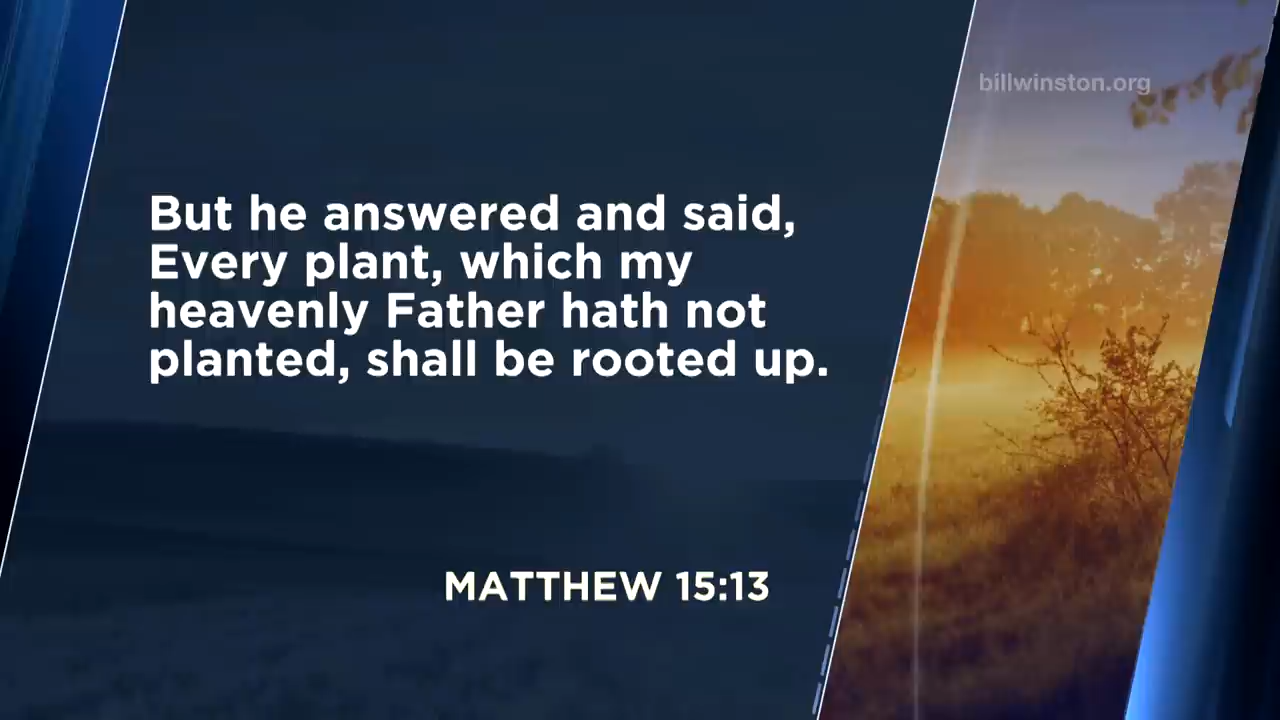 billwinston.org
But he answered and said,
Every plant, which my
heavenly Father hath not
planted, shall be rooted up.
MATTHEW 15:13